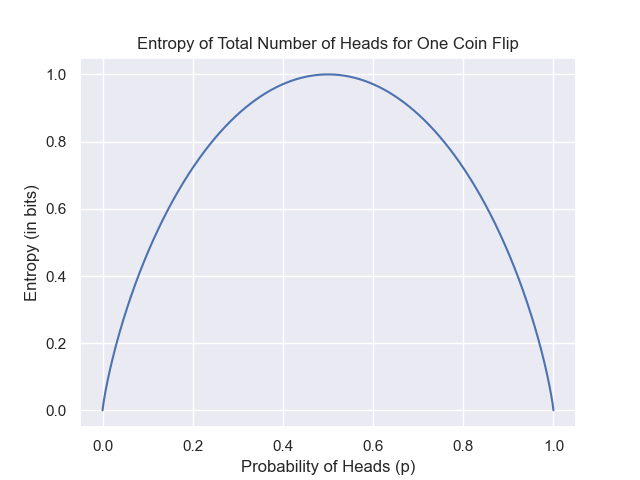 Entropy of Total Number of Heads for One Coin Flip
1.0
0.8
0.6
0.4
0.2
0.0
Entropy (in bits)
0.0 0.2 0.4 0.6 0.8 1.0
Probability of Heads (p)